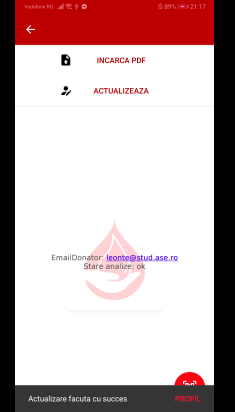 Vodafone RO
89% 21:17
INCARCA PDF
ACTUALIZEAZA
EmailDonator: leonte@stud.ase.ro
Stare analize: ok
Actualizare facuta cu succes PROFIL